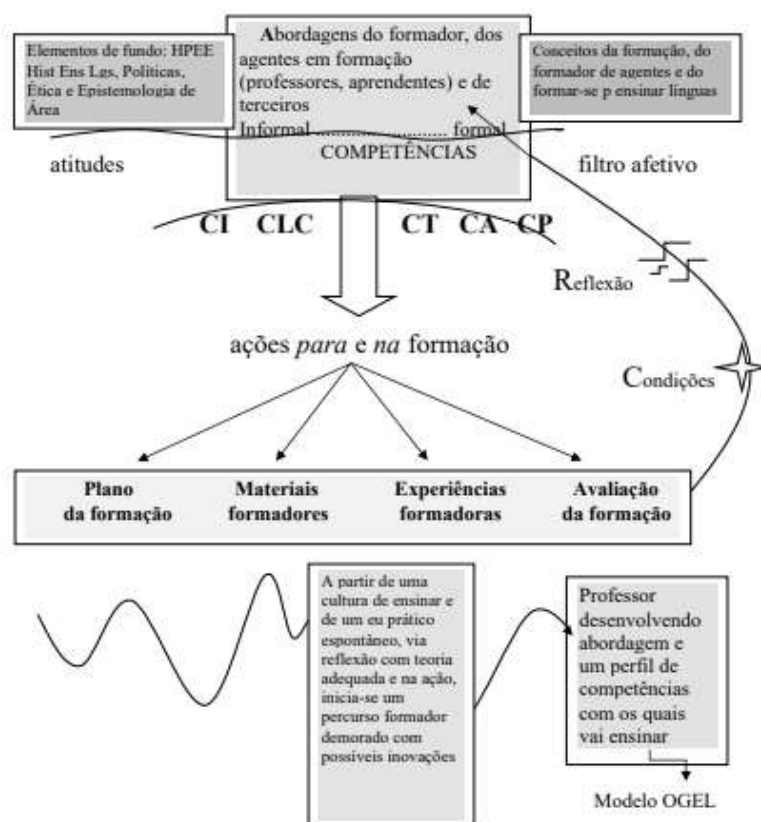 Elementos de fundo: HPEE
Hist Ens Lgs, Políticas,
Ética e Epistemologia de
Área
Abordagens do formador, dos
agentes em formação
(professores, aprendentes) e de
terceiros
Informal ............................ formal
COMPETÊNCIAS
Conceitos da formação, do
formador de agentes e do
formar-se p ensinar línguas
atitudes
filtro afetivo
CI CLC CT CA CP
Reflexão
ações para e na formação
Condições
Plano
da formação
Materiais
formadores
Experiências
formadoras
Avaliação
da formação
A partir de uma
cultura de ensinar e
de um eu prático
espontâneo, via
reflexão com teoria
adequada e na ação,
inicia-se um
percurso formador
demorado com
possíveis inovações
Professor
desenvolvendo
abordagem e
um perfil de
competências
com os quais
vai ensinar
Modelo OGEL